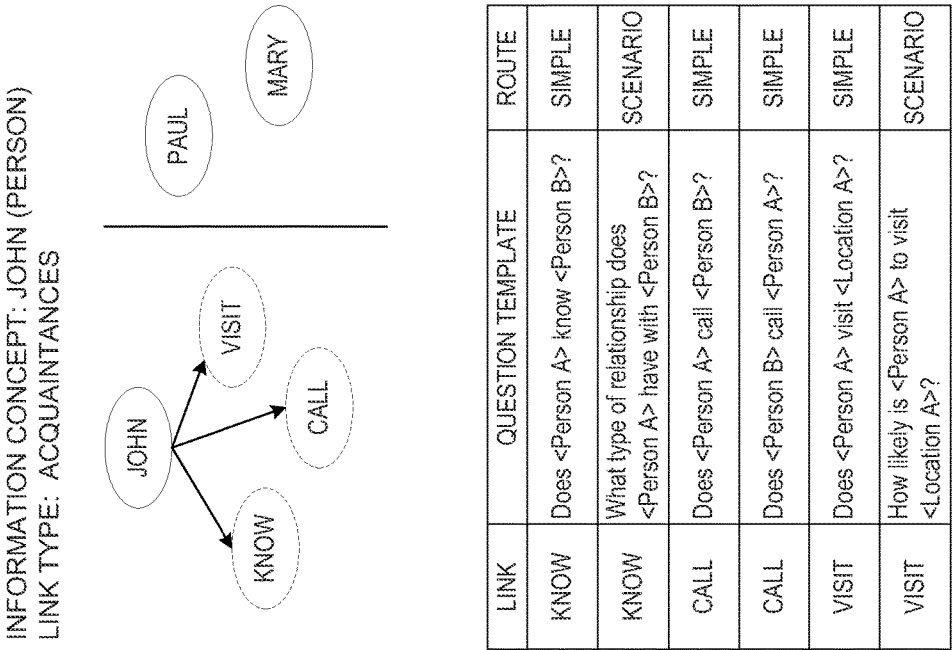 INFORMATION CONCEPT: JOHN (PERSON)
LINK TYPE: ACQUAINTANCES
JOHN
KNOW
CALL
VISIT
PAUL
MARY
LINK QUESTION TEMPLATE ROUTE
KNOW Does <Person A> know <Person B>? SIMPLE
KNOW What type of relationship does
<Person A> have with <Person B>? SCENARIO
CALL Does <Person A> call <Person B>? SIMPLE
CALL Does <Person B> call <Person A>? SIMPLE
VISIT Does <Person A> visit <Location A>? SIMPLE
VISIT How likely is <Person A> to visit
<Location A>? SCENARIO